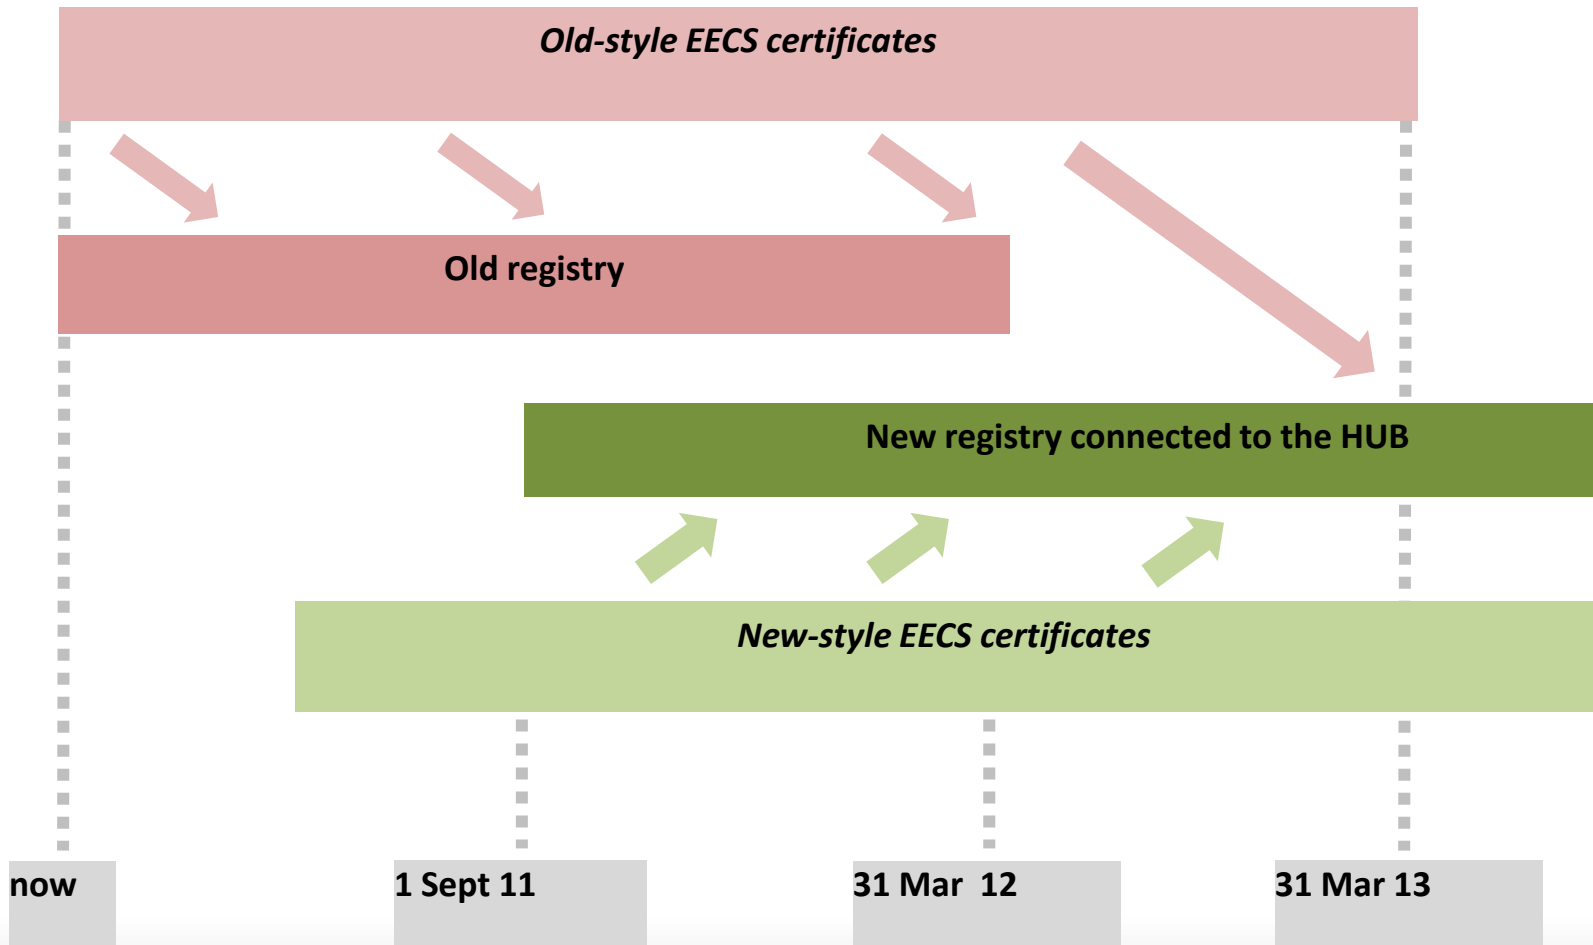 Old-style EECS certificates
Old registry
New registry connected to the HUB
New-style EECS certificates
now
1 Sept 11
31 Mar  12
31 Mar 13